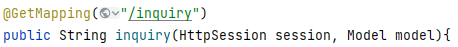 @GetMapping("/inquiry")
public String inquiry(HttpSession session, Model model){